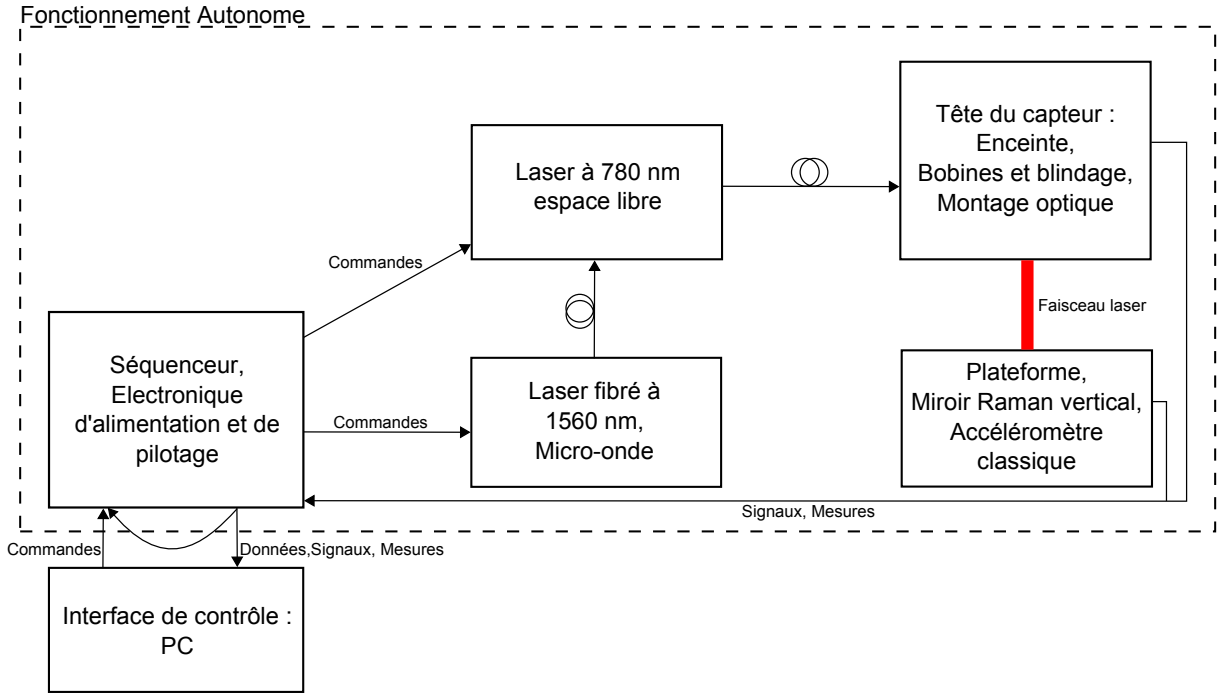 Fonctionnement Autonome
Tête du capteur :
Enceinte,
Bobines et blindage,
Montage optique
Laser à 780 nm
espace libre
Commandes
Faisceau laser
Séquenceur,
Electronique
d'alimentation et de
pilotage
Commandes
Laser fibré à
1560 nm,
Micro-onde
Plateforme,
Miroir Raman vertical,
Accéléromètre
classique
Signaux, Mesures
Commandes
Données,Signaux, Mesures
Interface de contrôle :
PC